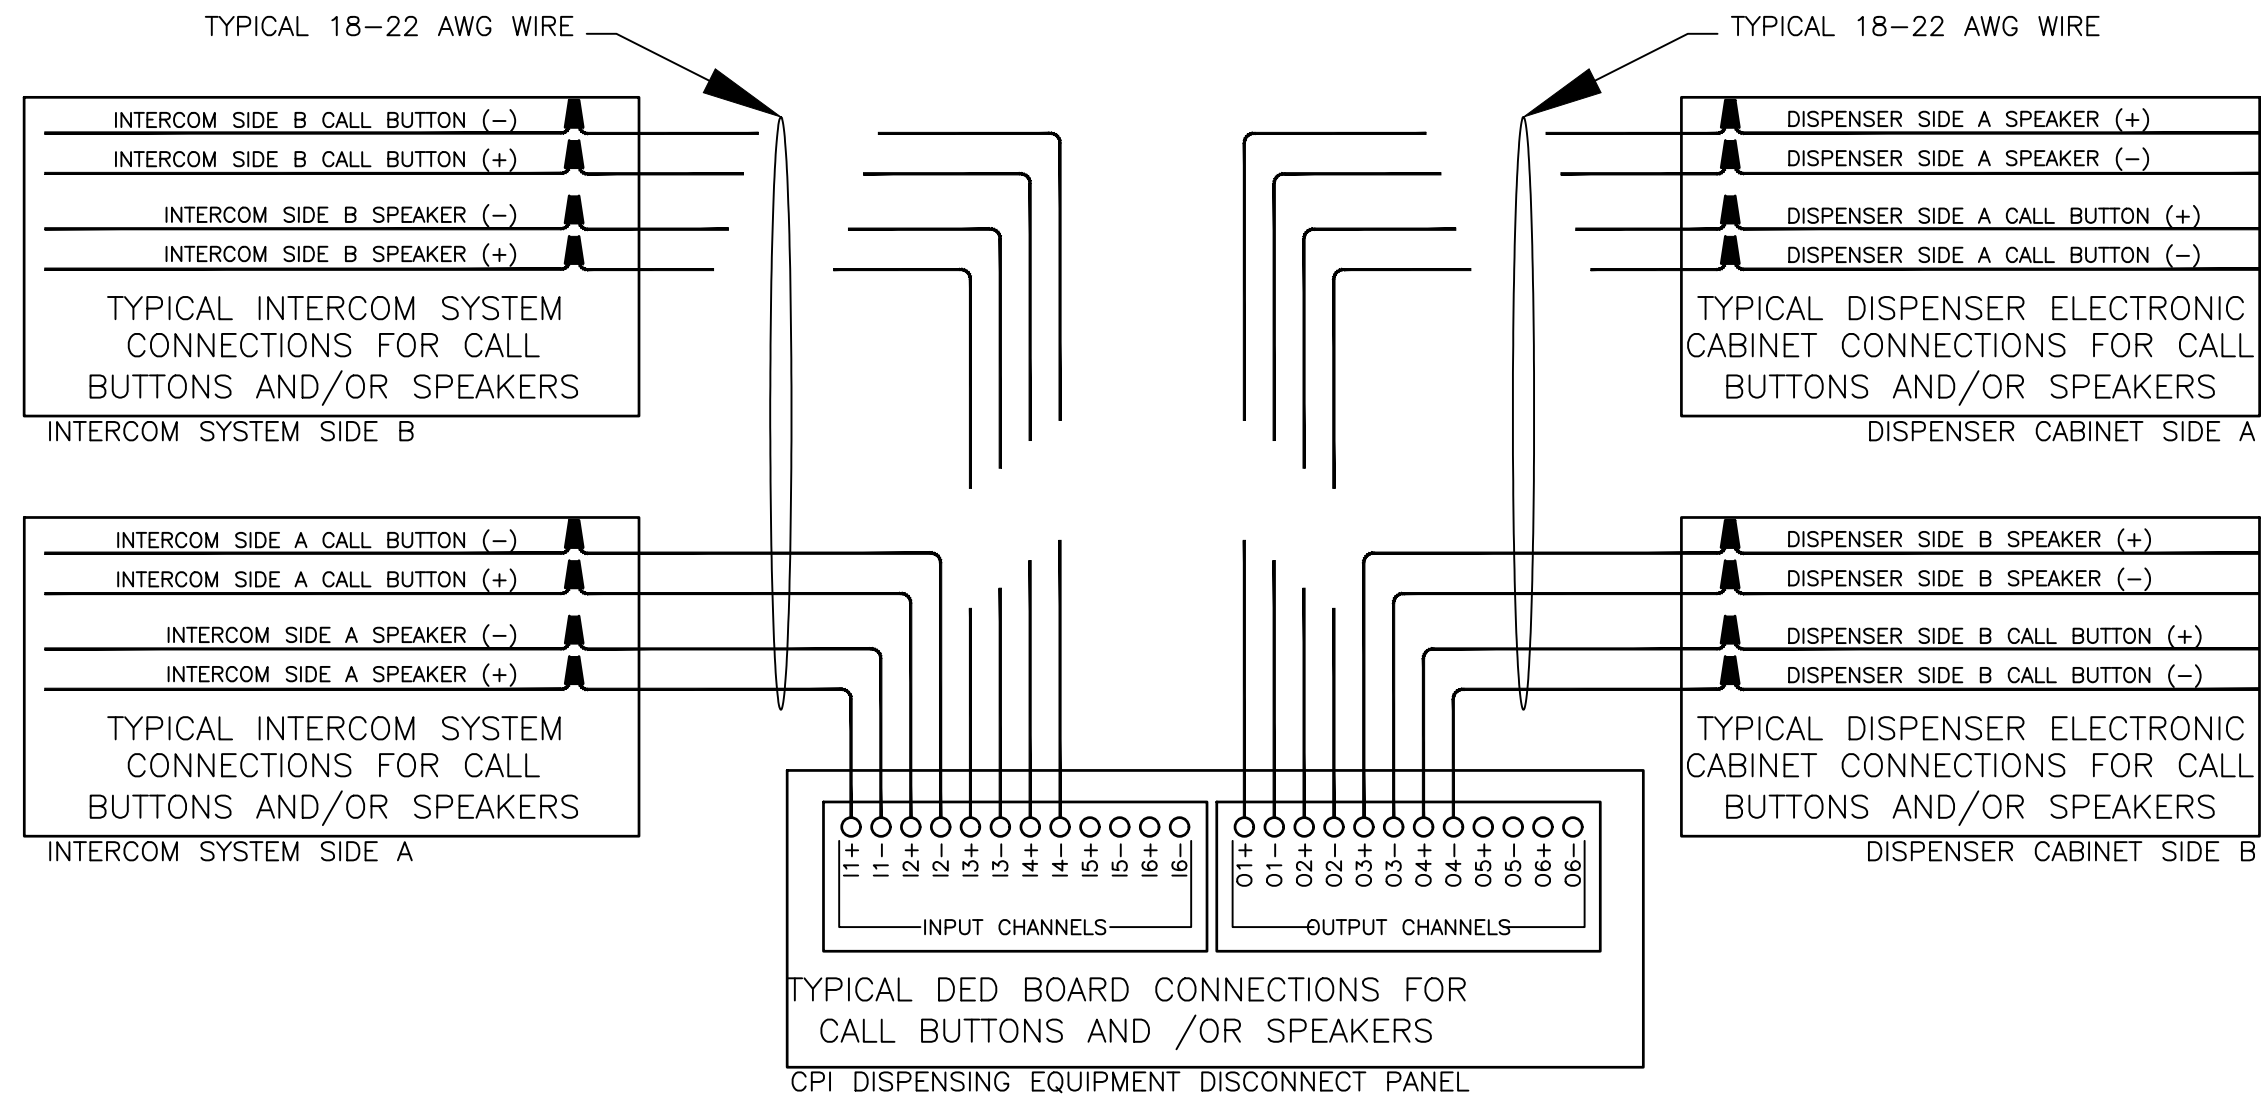 TYPICAL 18-22 AWG WIRE
TYPICAL 18-22 AWG WIRE
INTERCOM SIDE B CALL BUTTON (-)
INTERCOM SIDE B CALL BUTTON (+)
INTERCOM SIDE B SPEAKER (-)
INTERCOM SIDE B SPEAKER (+)
TYPICAL INTERCOM SYSTEM
CONNECTIONS FOR CALL
BUTTONS AND/OR SPEAKERS
INTERCOM SYSTEM SIDE B
DISPENSER SIDE A SPEAKER (+)
DISPENSER SIDE A SPEAKER (-)
DISPENSER SIDE A CALL BUTTON (+)
DISPENSER SIDE A CALL BUTTON (-)
TYPICAL DISPENSER ELECTRONIC
CABINET CONNECTIONS FOR CALL
BUTTONS AND/OR SPEAKERS
DISPENSER CABINET SIDE A
INTERCOM SIDE A CALL BUTTON (-)
INTERCOM SIDE A CALL BUTTON (+)
INTERCOM SIDE A SPEAKER (-)
INTERCOM SIDE A SPEAKER (+)
TYPICAL INTERCOM SYSTEM
CONNECTIONS FOR CALL
BUTTONS AND/OR SPEAKERS
INTERCOM SYSTEM SIDE A
DISPENSER SIDE B SPEAKER (+)
DISPENSER SIDE B SPEAKER (-)
DISPENSER SIDE B CALL BUTTON (+)
DISPENSER SIDE B CALL BUTTON (-)
TYPICAL DISPENSER ELECTRONIC
CABINET CONNECTIONS FOR CALL
BUTTONS AND/OR SPEAKERS
DISPENSER CABINET SIDE B
I1+
I1-
I2+
I2-
I3+
I3-
I4+
I4-
I5+
I5-
I6+
I6-
INPUT CHANNELS
O1+
O1-
O2+
O2-
O3+
O3-
O4+
O4-
O5+
O5-
O6+
O6-
OUTPUT CHANNELS
TYPICAL DED BOARD CONNECTIONS FOR
CALL BUTTONS AND /OR SPEAKERS
CPI DISPENSING EQUIPMENT DISCONNECT PANEL